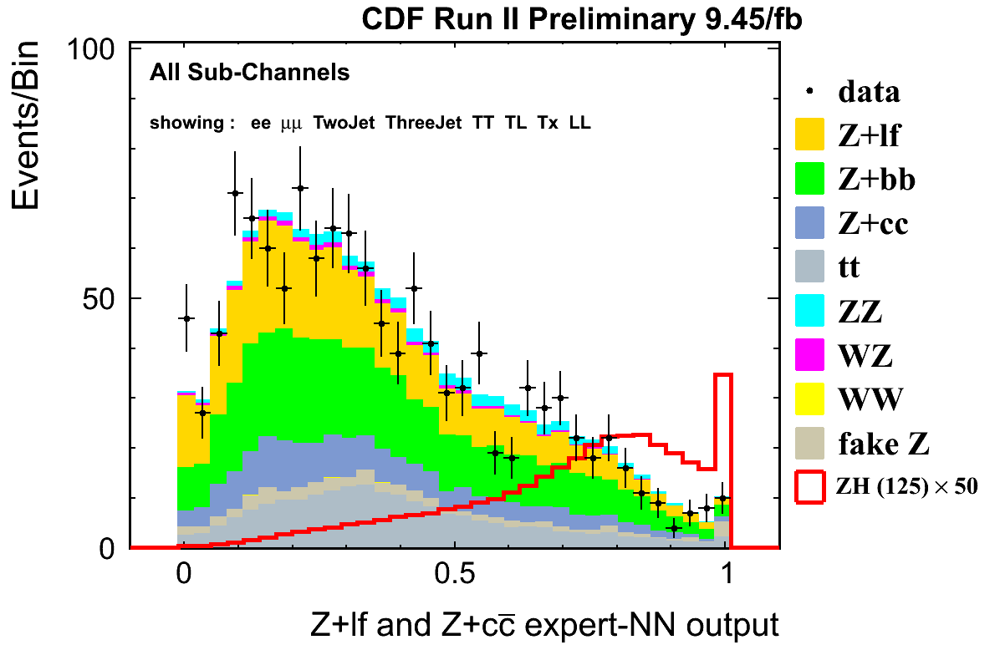 CDF Run II Preliminary 9.45/fb
Events/Bin
100
50
0
All Sub-Channels
showing : ee μμ TwoJet ThreeJet TT TL Tx LL
data
Z+lf
Z+bb
Z+cc
tt
ZZ
WZ
WW
fake Z
ZH (125) × 50
0 0.5 1
Z+lf and Z+cc̅ expert-NN output